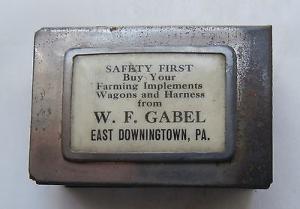 SAFETY FIRST
Buy Your
Farming Implements
Wagons and Harness
from
W. F. GABEL
EAST DOWNINGTOWN, PA.